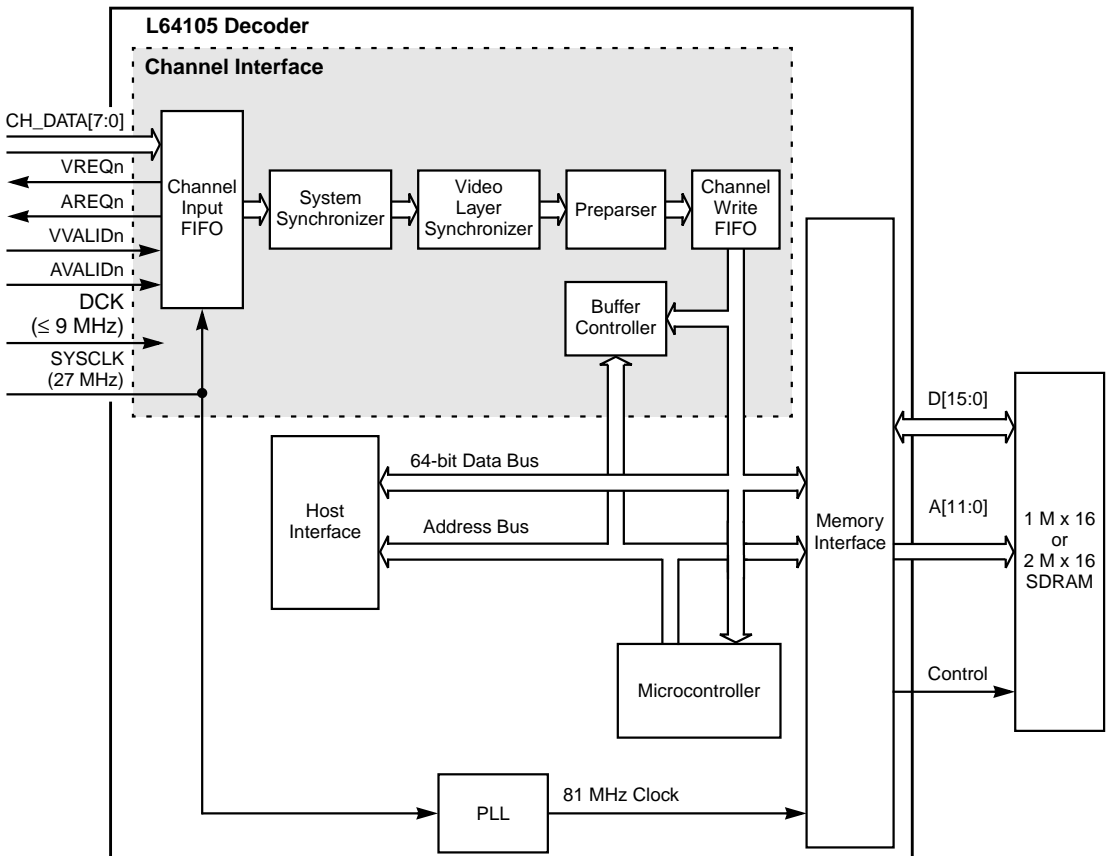 L64105 Decoder
Channel Interface
CH_DATA[7:0]
VREQn
AREQn
VVALIDn
AVALIDn
DCK
(≤ 9 MHz)
SYSCLK
(27 MHz)
Channel
Input
FIFO
System
Synchronizer
Video
Layer
Synchronizer
Preparser
Channel
Write
FIFO
Buffer
Controller
Host
Interface
64-bit Data Bus
Address Bus
Memory
Interface
D[15:0]
A[11:0]
Control
1 M x 16
or
2 M x 16
SDRAM
Microcontroller
PLL
81 MHz Clock